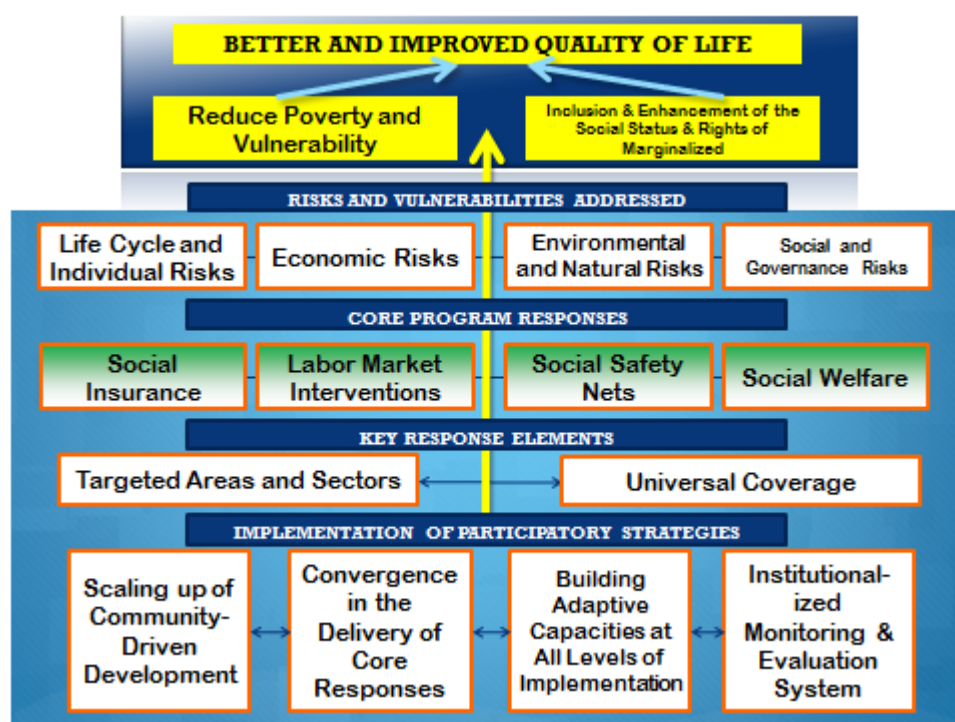 BETTER AND IMPROVED QUALITY OF LIFE
Reduce Poverty and
Vulnerability
Inclusion & Enhancement of the
Social Status & Rights of
Marginalized
RISKS AND VULNERABILITIES ADDRESSED
Life Cycle and
Individual Risks
Economic Risks
Environmental
and Natural Risks
Social and
Governance Risks
CORE PROGRAM RESPONSES
Social
Insurance
Labor Market
Interventions
Social Safety
Nets
Social Welfare
KEY RESPONSE ELEMENTS
Targeted Areas and Sectors
Universal Coverage
IMPLEMENTATION OF PARTICIPATORY STRATEGIES
Scaling up of
Community-
Driven
Development
Convergence
in the
Delivery of
Core
Responses
Building
Adaptive
Capacities at
All Levels of
Implementation
Institutional-
ized
Monitoring &
Evaluation
System